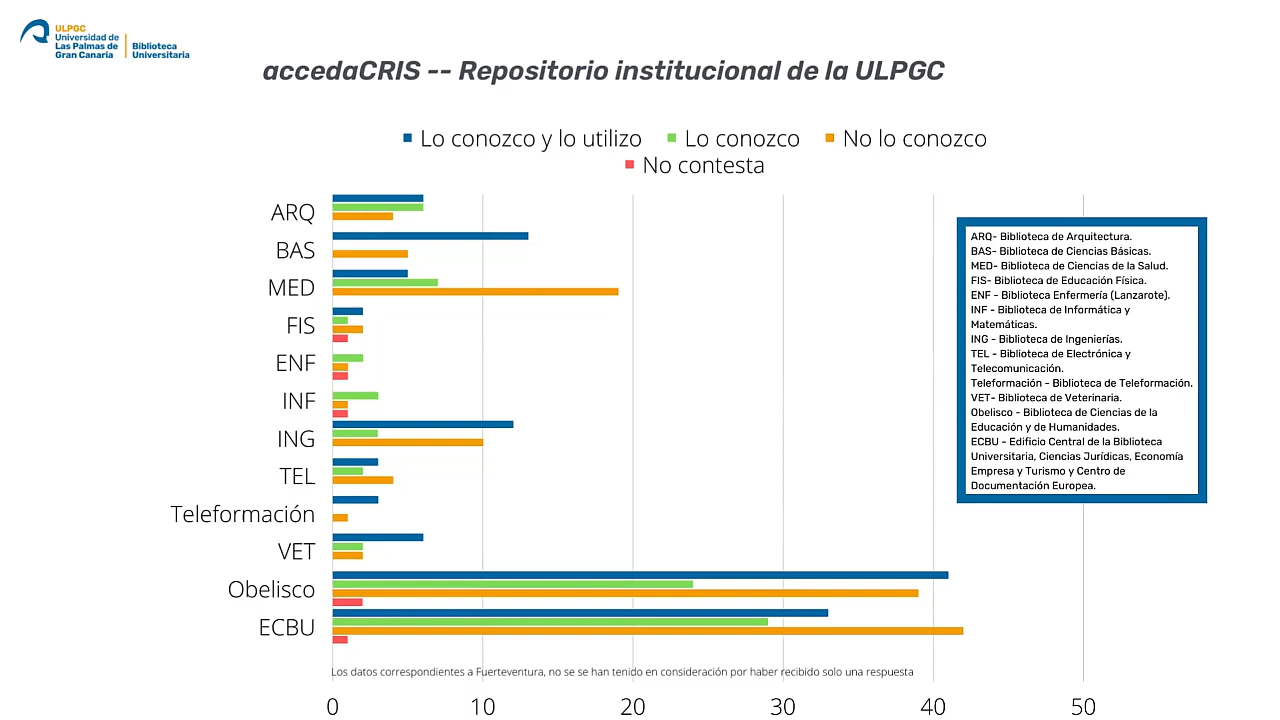 ULPGC
Universidad de
Las Palmas de
Gran Canaria
Biblioteca
Universitaria
accedaCRIS -- Repositorio institucional de la ULPGC
Lo conozco y lo utilizo
Lo conozco
No lo conozco
No contesta
ARQ
BAS
MED
FIS
ENF
INF
ING
TEL
Teleformación
VET
Obelisco
ECBU
ARQ- Biblioteca de Arquitectura.
BAS- Biblioteca de Ciencias Básicas.
MED- Biblioteca de Ciencias de la Salud.
FIS- Biblioteca de Educación Física.
ENF - Biblioteca Enfermería (Lanzarote).
INF - Biblioteca de Informática y
Matemáticas.
ING - Biblioteca de Ingenierías.
TEL - Biblioteca de Electrónica y
Telecomunicación.
Teleformación - Biblioteca de Teleformación.
VET- Biblioteca de Veterinaria.
Obelisco - Biblioteca de Ciencias de la
Educación y de Humanidades.
ECBU - Edificio Central de la Biblioteca
Universitaria, Ciencias Jurídicas, Economía
Empresa y Turismo y Centro de
Documentación Europea.
Los datos correspondientes a Fuerteventura, no se se han tenido en consideración por haber recibido solo una respuesta
0 10 20 30 40 50